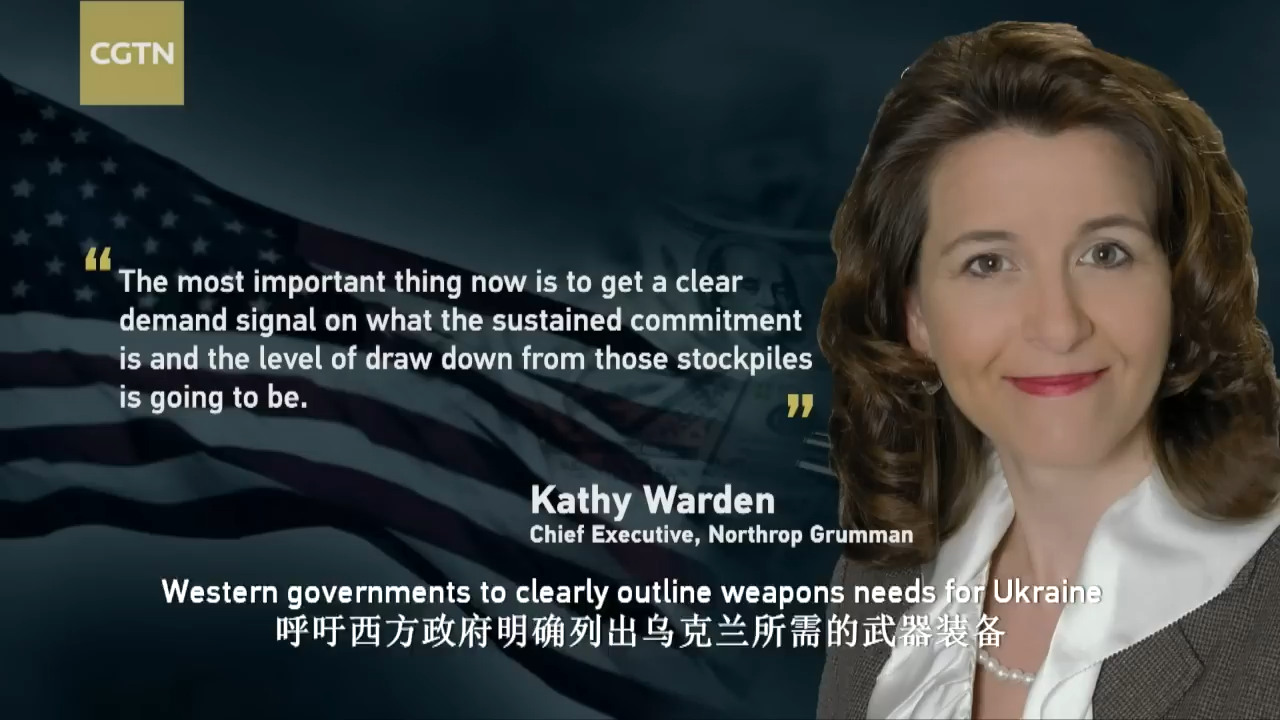 CGTN
“ The most important thing now is to get a clear
demand signal on what the sustained commitment
is and the level of draw down from those stockpiles
is going to be. ”
Kathy Warden
Chief Executive, Northrop Grumman
Western governments to clearly outline weapons needs for Ukraine
呼吁西方政府明确列出乌克兰所需的武器装备